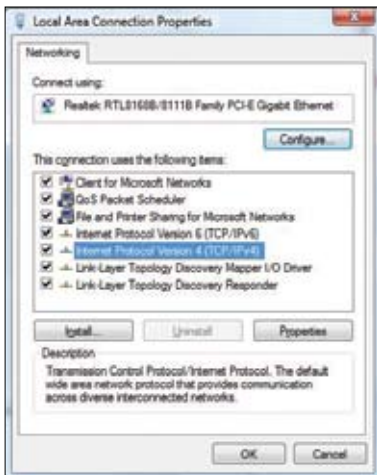 Local Area Connection Properties
Networking
Connect using:
Realtek RTL8168B/8111B Family PCI-E Gigabit Ethernet
Configure...
This connection uses the following items:
Client for Microsoft Networks
QoS Packet Scheduler
File and Printer Sharing for Microsoft Networks
Internet Protocol Version 6 (TCP/IPv6)
Internet Protocol Version 4 (TCP/IPv4)
Link-Layer Topology Discovery Mapper I/O Driver
Link-Layer Topology Discovery Responder
Install...
Uninstall
Properties
Description
Transmission Control Protocol/Internet Protocol. The default
wide area network protocol that provides communication
across diverse interconnected networks.
OK
Cancel